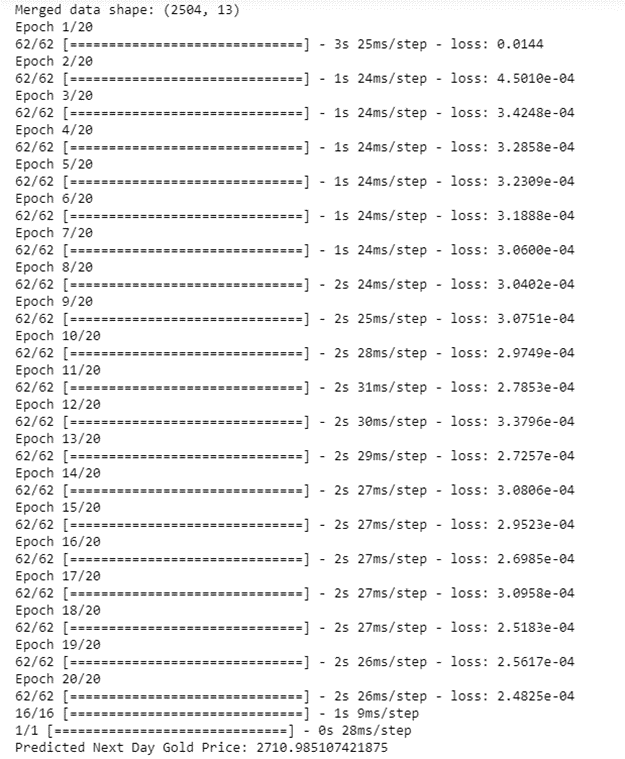 Merged data shape: (2504, 13)
Epoch 1/20
62/62 [==============================] - 3s 25ms/step - loss: 0.0144
Epoch 2/20
62/62 [==============================] - 1s 24ms/step - loss: 4.5010e-04
Epoch 3/20
62/62 [==============================] - 1s 24ms/step - loss: 3.4248e-04
Epoch 4/20
62/62 [==============================] - 1s 24ms/step - loss: 3.2858e-04
Epoch 5/20
62/62 [==============================] - 1s 24ms/step - loss: 3.2309e-04
Epoch 6/20
62/62 [==============================] - 1s 24ms/step - loss: 3.1888e-04
Epoch 7/20
62/62 [==============================] - 1s 24ms/step - loss: 3.0600e-04
Epoch 8/20
62/62 [==============================] - 2s 24ms/step - loss: 3.0402e-04
Epoch 9/20
62/62 [==============================] - 2s 25ms/step - loss: 3.0751e-04
Epoch 10/20
62/62 [==============================] - 2s 28ms/step - loss: 2.9749e-04
Epoch 11/20
62/62 [==============================] - 2s 31ms/step - loss: 2.7853e-04
Epoch 12/20
62/62 [==============================] - 2s 30ms/step - loss: 3.3796e-04
Epoch 13/20
62/62 [==============================] - 2s 29ms/step - loss: 2.7257e-04
Epoch 14/20
62/62 [==============================] - 2s 27ms/step - loss: 3.0806e-04
Epoch 15/20
62/62 [==============================] - 2s 27ms/step - loss: 2.9523e-04
Epoch 16/20
62/62 [==============================] - 2s 27ms/step - loss: 2.6985e-04
Epoch 17/20
62/62 [==============================] - 2s 27ms/step - loss: 3.0958e-04
Epoch 18/20
62/62 [==============================] - 2s 27ms/step - loss: 2.5183e-04
Epoch 19/20
62/62 [==============================] - 2s 26ms/step - loss: 2.5617e-04
Epoch 20/20
62/62 [==============================] - 2s 26ms/step - loss: 2.4825e-04
16/16 [==============================] - 1s 9ms/step
1/1 [==============================] - 0s 28ms/step
Predicted Next Day Gold Price: 2710.985107421875